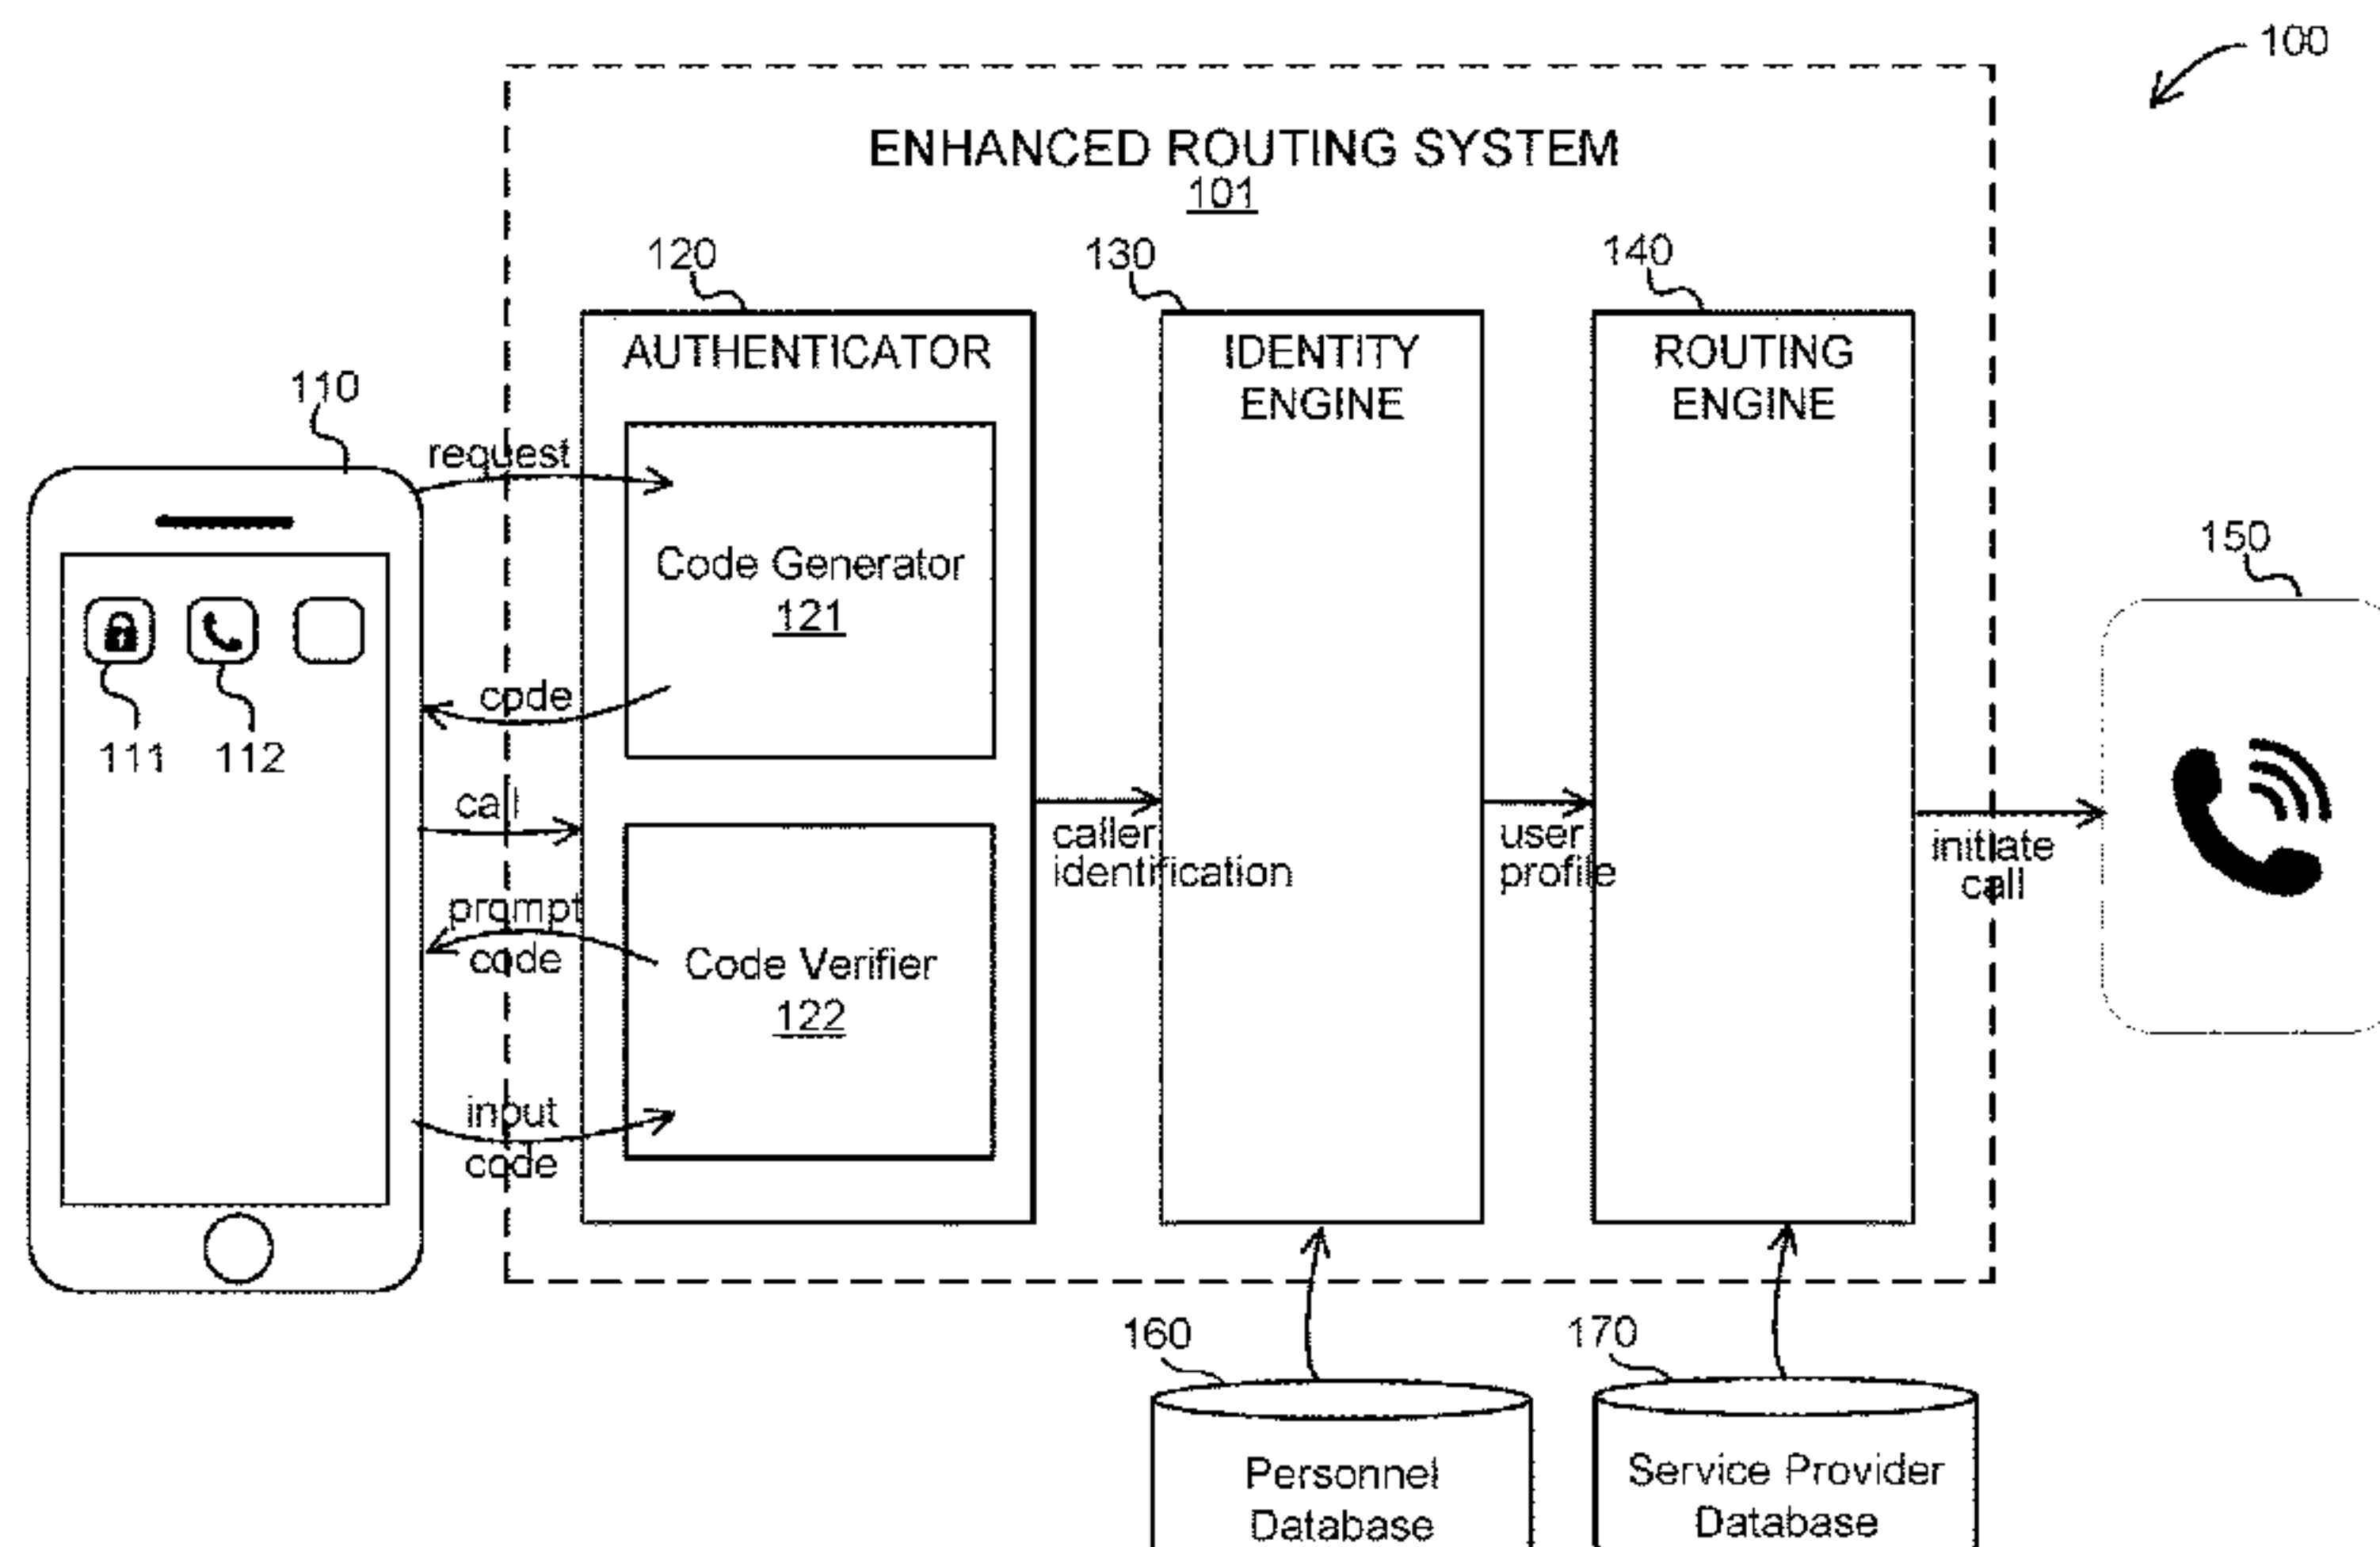 100
ENHANCED ROUTING SYSTEM
101
120
130
140
AUTHENTICATOR
IDENTITY
ENGINE
ROUTING
ENGINE
110
request
Code Generator
121
150
code
111
112
call
caller
identification
user
profile
initiate
call
prompt
code
Code Verifier
122
input
code
160
170
Personnel
Database
Service Provider
Database